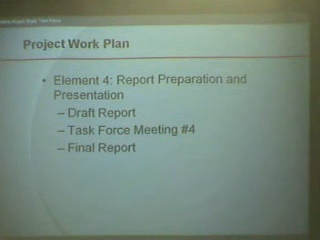 Project Work Plan
• Element 4: Report Preparation and
Presentation
– Draft Report
– Task Force Meeting #4
– Final Report